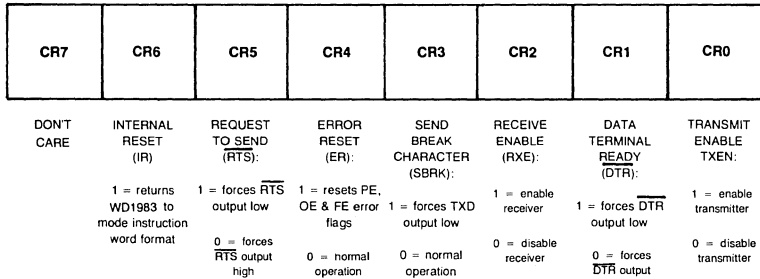 CR7 CR6 CR5 CR4 CR3 CR2 CR1 CR0
DON'T
CARE
INTERNAL
RESET
(IR)
1 = returns
WD1983 to
mode instruction
word format
REQUEST
TO SEND
(RTS):
1 = forces RTS
output low
0 = forces
RTS output
high
ERROR
RESET
(ER):
1 = resets PE,
OE & FE error
flags
0 = normal
operation
SEND
BREAK
CHARACTER
(SBRK):
1 = forces TXD
output low
0 = normal
operation
RECEIVE
ENABLE
(RXE):
1 = enable
receiver
0 = disable
receiver
DATA
TERMINAL
READY
(DTR):
1 = forces DTR
output low
0 = forces
DTR output
TRANSMIT
ENABLE
TXEN:
1 = enable
transmitter
0 = disable
transmitter